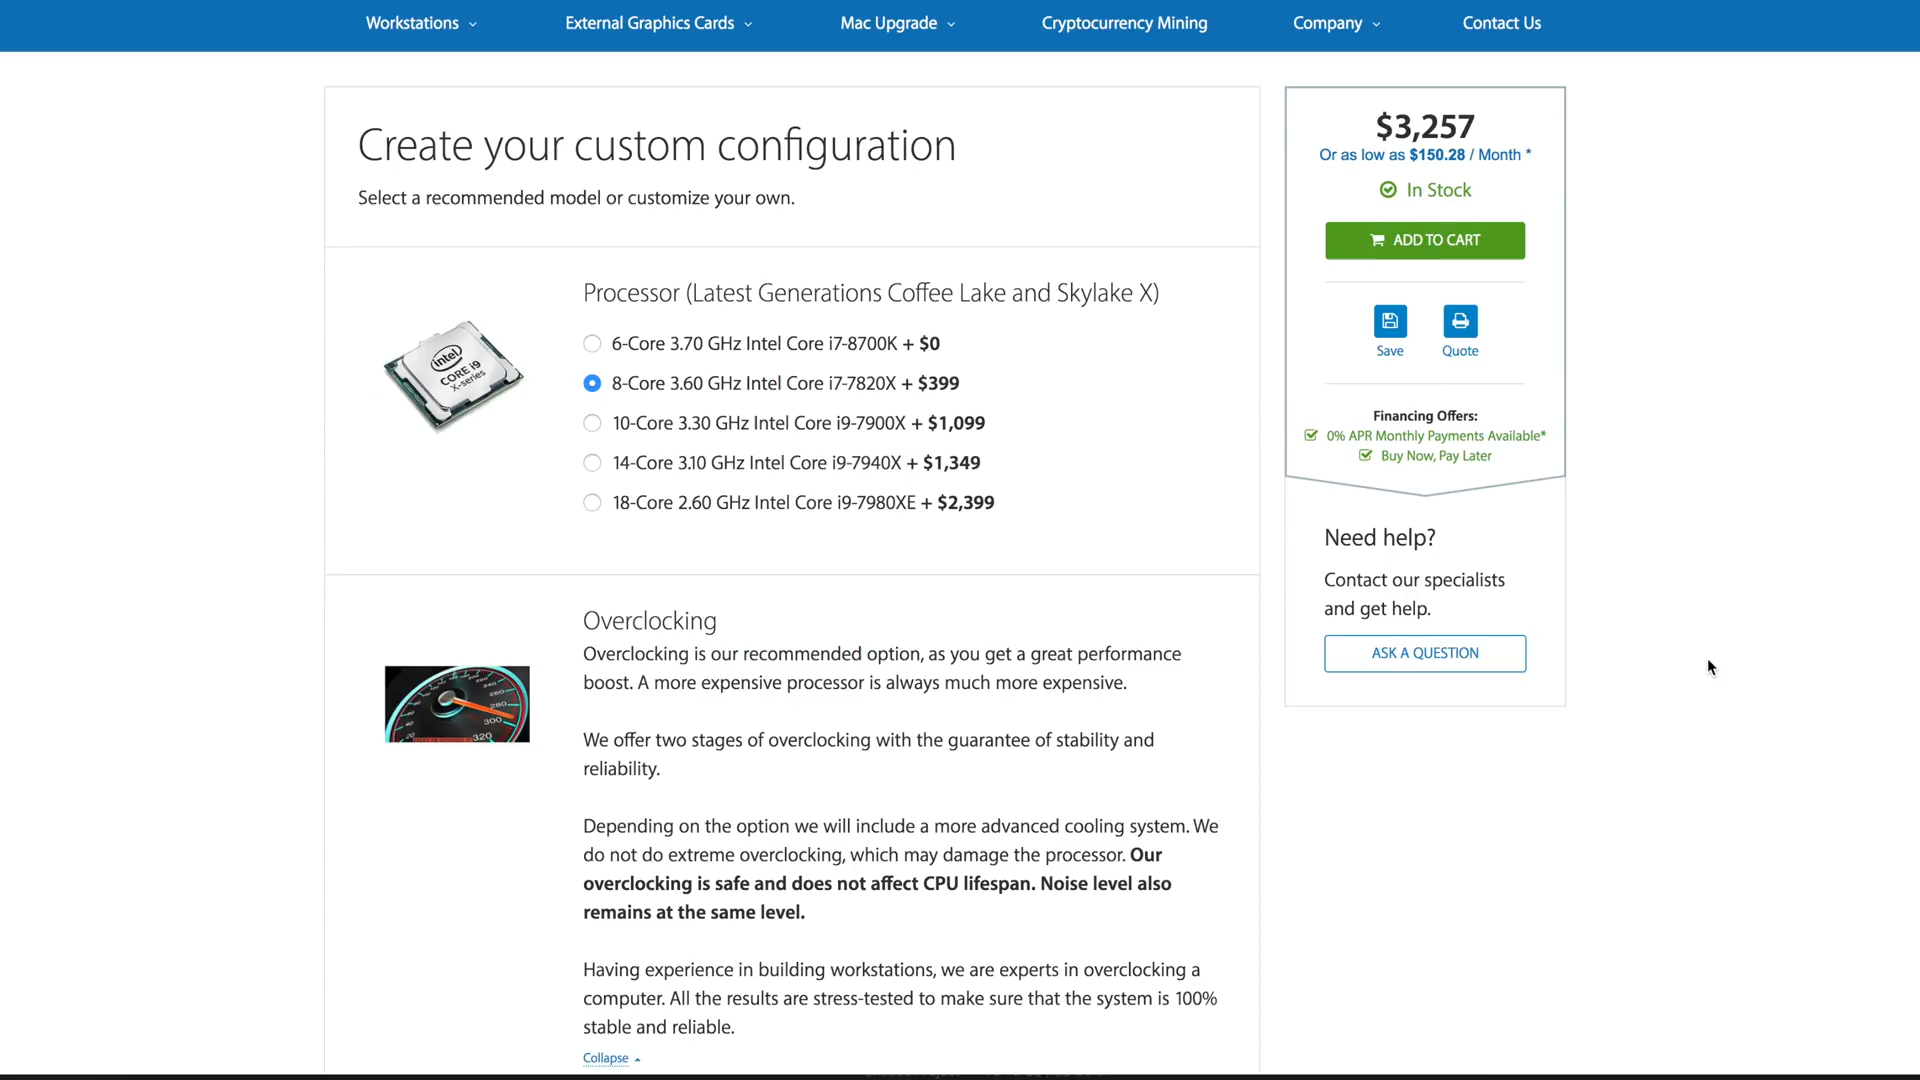 Workstations
External Graphics Cards
Mac Upgrade
Cryptocurrency Mining
Company
Contact Us
Create your custom configuration
Select a recommended model or customize your own.
Processor (Latest Generations Coffee Lake and Skylake X)
intel
CORE i9
X-series
6-Core 3.70 GHz Intel Core i7-8700K + $0
8-Core 3.60 GHz Intel Core i7-7820X + $399
10-Core 3.30 GHz Intel Core i9-7900X + $1,099
14-Core 3.10 GHz Intel Core i9-7940X + $1,349
18-Core 2.60 GHz Intel Core i9-7980XE + $2,399
Overclocking
Overclocking is our recommended option, as you get a great performance
boost. A more expensive processor is always much more expensive.
We offer two stages of overclocking with the guarantee of stability and
reliability.
Depending on the option we will include a more advanced cooling system. We
do not do extreme overclocking, which may damage the processor. Our
overclocking is safe and does not affect CPU lifespan. Noise level also
remains at the same level.
Having experience in building workstations, we are experts in overclocking a
computer. All the results are stress-tested to make sure that the system is 100%
stable and reliable.
Collapse
240
260
280
300
320
$3,257
Or as low as $150.28 / Month *
In Stock
ADD TO CART
Save
Quote
Financing Offers:
0% APR Monthly Payments Available*
Buy Now, Pay Later
Need help?
Contact our specialists
and get help.
ASK A QUESTION